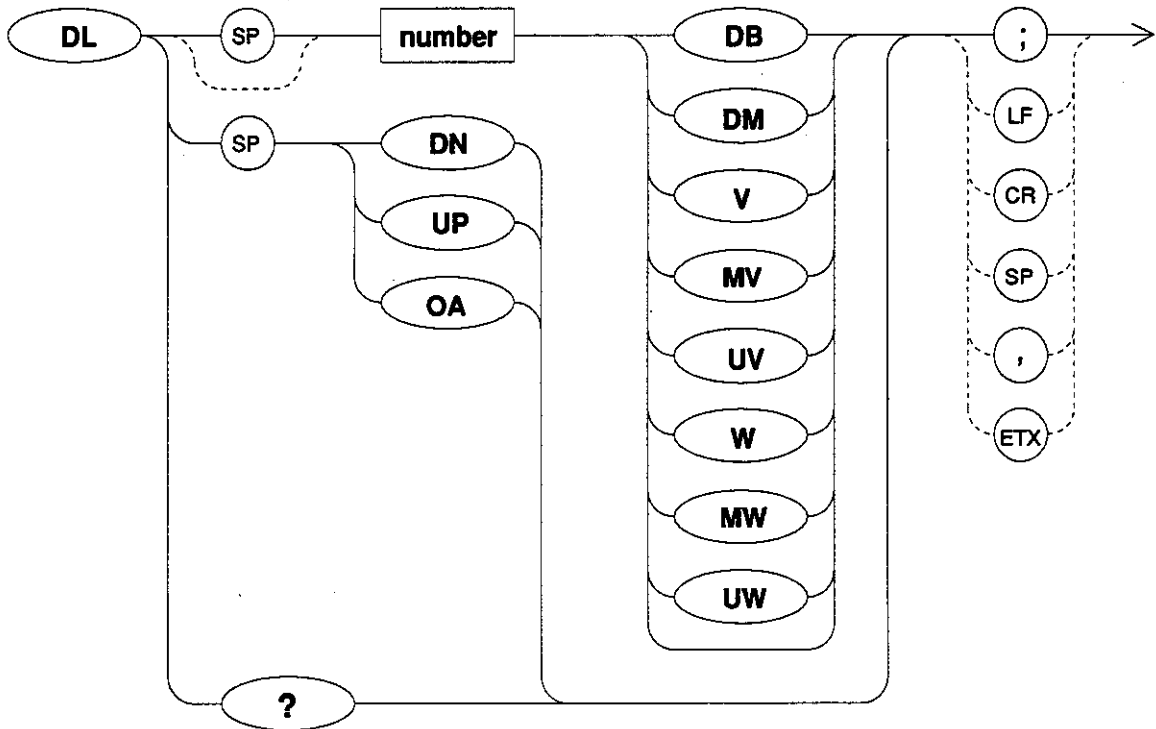 DL SP number DB ;
DM LF
SP DN
V CR
UP
MV SP
OA
UV ,
W ETX
MW
UW
?